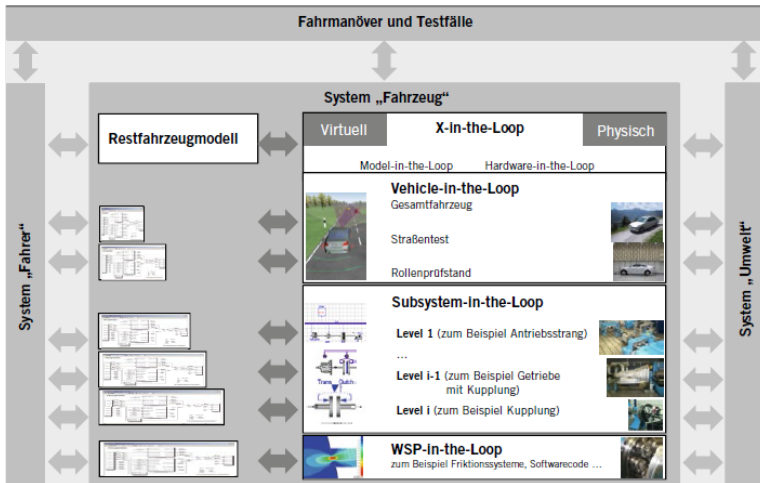 Fahrmanöver und Testfälle
System „Fahrer“
System „Fahrzeug“
Restfahrzeugmodell
Virtuell
X-in-the-Loop
Physisch
Model-in-the-Loop
Hardware-in-the-Loop
Vehicle-in-the-Loop
Gesamtfahrzeug
Straßentest
Rollenprüfstand
Subsystem-in-the-Loop
Level 1 (zum Beispiel Antriebsstrang)
...
Level i-1 (zum Beispiel Getriebe
mit Kupplung)
Level i (zum Beispiel Kupplung)
WSP-in-the-Loop
zum Beispiel Friktionssysteme, Softwarecode ...
System „Umwelt“